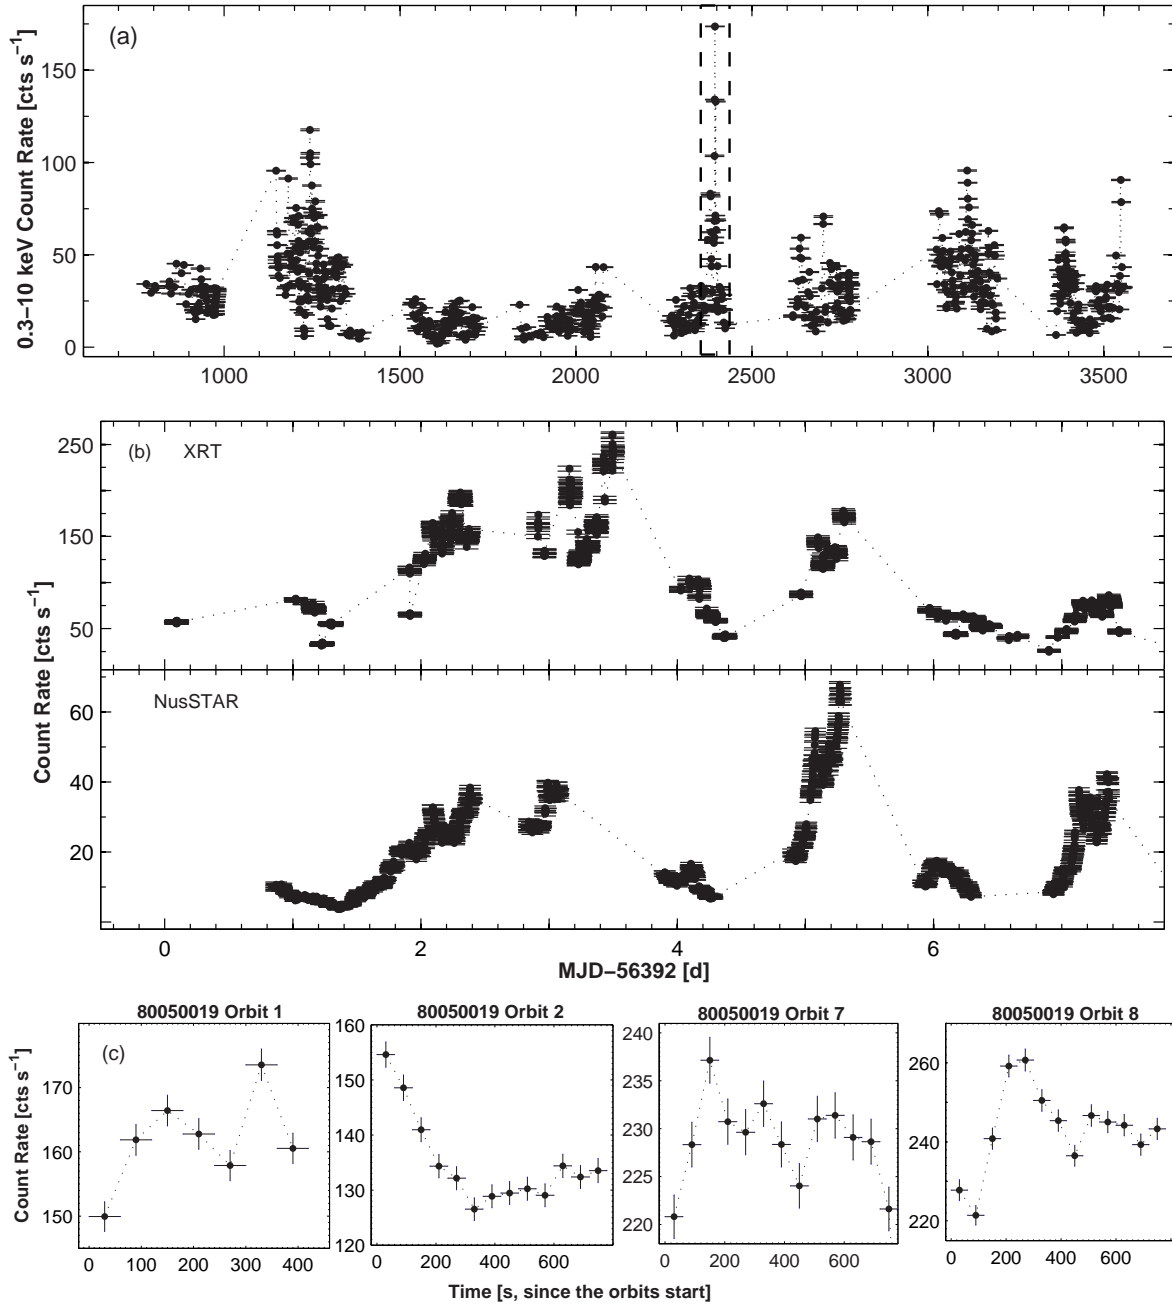 (a)
0.3−10 keV Count Rate [cts s−1]
0
50
100
150
1000
1500
2000
2500
3000
3500
(b)
XRT
50
150
250
NusSTAR
20
40
60
Count Rate [cts s−1]
0
2
4
6
MJD−56392 [d]
80050019 Orbit 1
80050019 Orbit 2
80050019 Orbit 7
80050019 Orbit 8
(c)
Count Rate [cts s−1]
150
160
170
0 100 200 300 400
120
130
140
150
160
0 200 400 600
220
225
230
235
240
0 200 400 600
220
240
260
0 200 400 600
Time [s, since the orbits start]